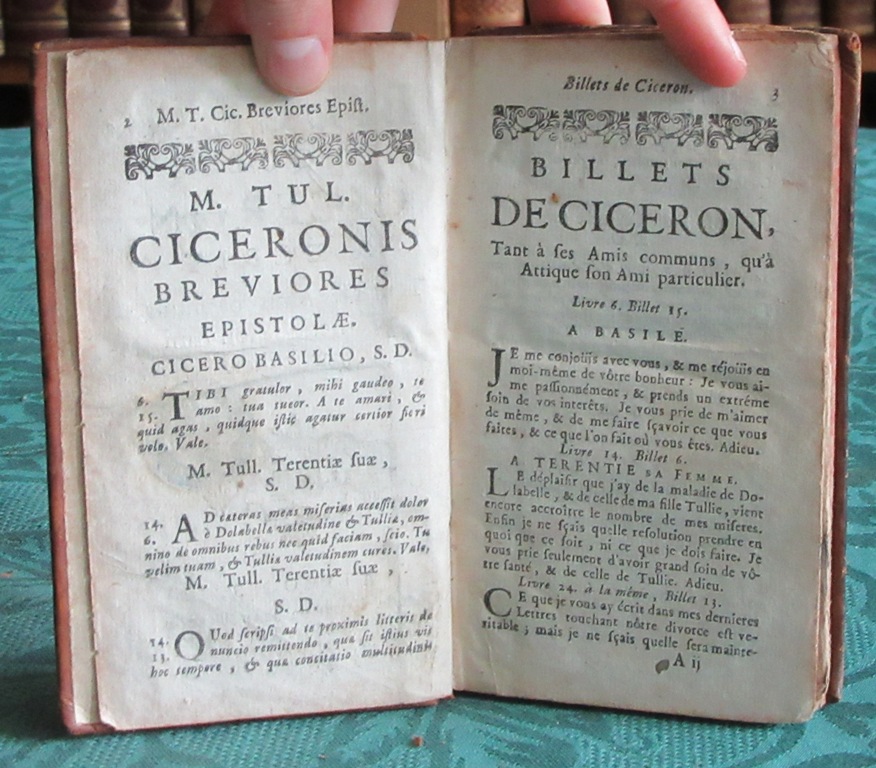 2 M. T. Cic. Breviores Epiſt.
M. TUL.
CICERONIS
BREVIORES
EPISTOLÆ.
CICERO BASILIO, S. D.
6. TIBI gratulor, mihi gaudeo, te
15. amo: tua tueor. A te amari, &
quid agas, quidque iſtic agatur certior fieri
volo. Vale.
M. Tull. Terentiæ ſuæ,
S. D.
14. AD cæteras meas miſerias acceſſit dolor
6. è Dolabellæ valetudine & Tulliæ, om-
nino de omnibus rebus nec quid faciam, ſcio. Tu
velim tuam, & Tulliæ valetudinem cures. Vale,
M. Tull. Terentiæ ſuæ,
S. D.
14. QUod ſcripſi ad te proximis litteris de
13. nuncio remittendo, quæ ſit iſtius vis
hoc tempore, & quæ concitatio multitudinis
Billets de Ciceron. 3
BILLETS
DE CICERON,
Tant à ſes Amis communs, qu'à
Attique ſon Ami particulier.
Livre 6. Billet 15.
A BASILE.
JE me conjoüis avec vous, & me réjoüis en
moi-même de vôtre bonheur: Je vous ai-
me paſſionnément, & prends un extréme
ſoin de vos interêts. Je vous prie de m'aimer
de même, & de me faire ſçavoir ce que vous
faites, & ce que l'on fait où vous êtes. Adieu.
Livre 14. Billet 6.
A TERENTIE SA FEMME.
LE déplaiſir que j'ay de la maladie de Do-
labelle, & de celle de ma fille Tullie, vient
encore accroître le nombre de mes miſeres.
Enfin je ne ſçais quelle reſolution prendre en
quoi que ce ſoit, ni ce que je dois faire. Je
vous prie ſeulement d'avoir grand ſoin de vô-
tre ſanté, & de celle de Tullie. Adieu.
Livre 24. à la même, Billet 13.
CE que je vous ay écrit dans mes dernieres
Lettres touchant nôtre divorce eſt ve-
ritable; mais je ne ſçais quelle ſera mainte-
A ij